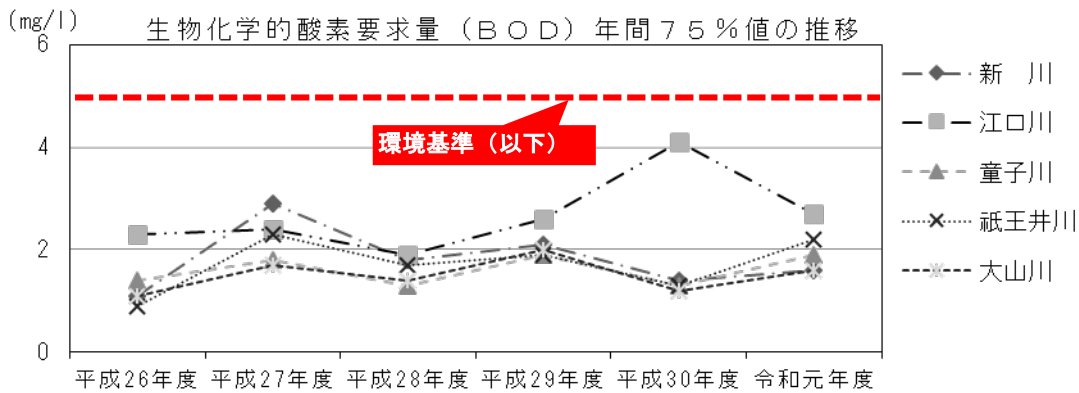 (mg/l)
生物化学的酸素要求量（ＢＯＤ）年間７５％値の推移
6
4
2
0
環境基準（以下）
平成26年度 平成27年度 平成28年度 平成29年度 平成30年度 令和元年度
新　川
江口川
童子川
祇王井川
大山川